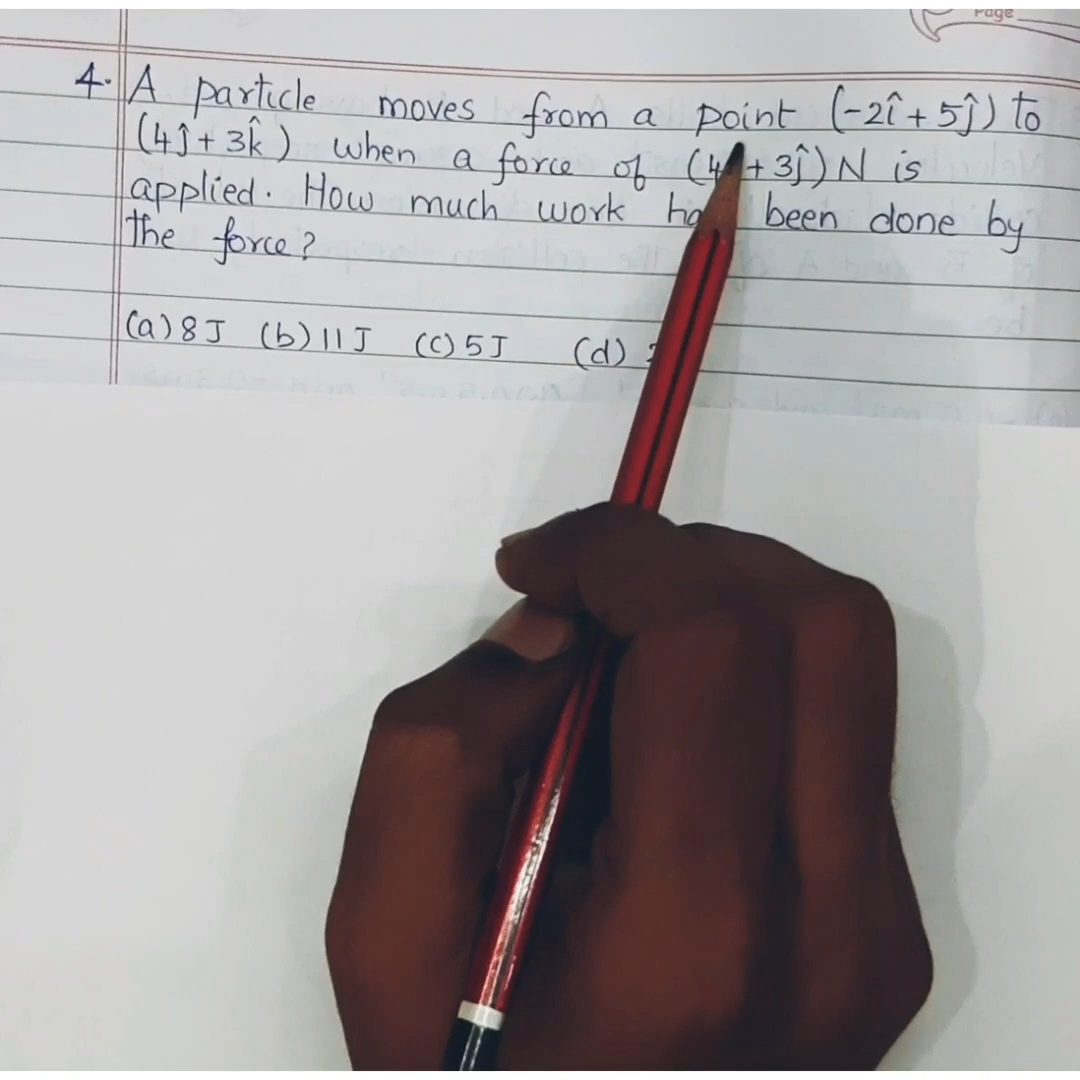 Page
4. A particle moves from a point (-2î + 5ĵ) to
(4ĵ + 3k̂) when a force of (4 + 3ĵ) N is
applied. How much work been done by
the force?
(a) 8 J (b) 11 J (c) 5 J (d)